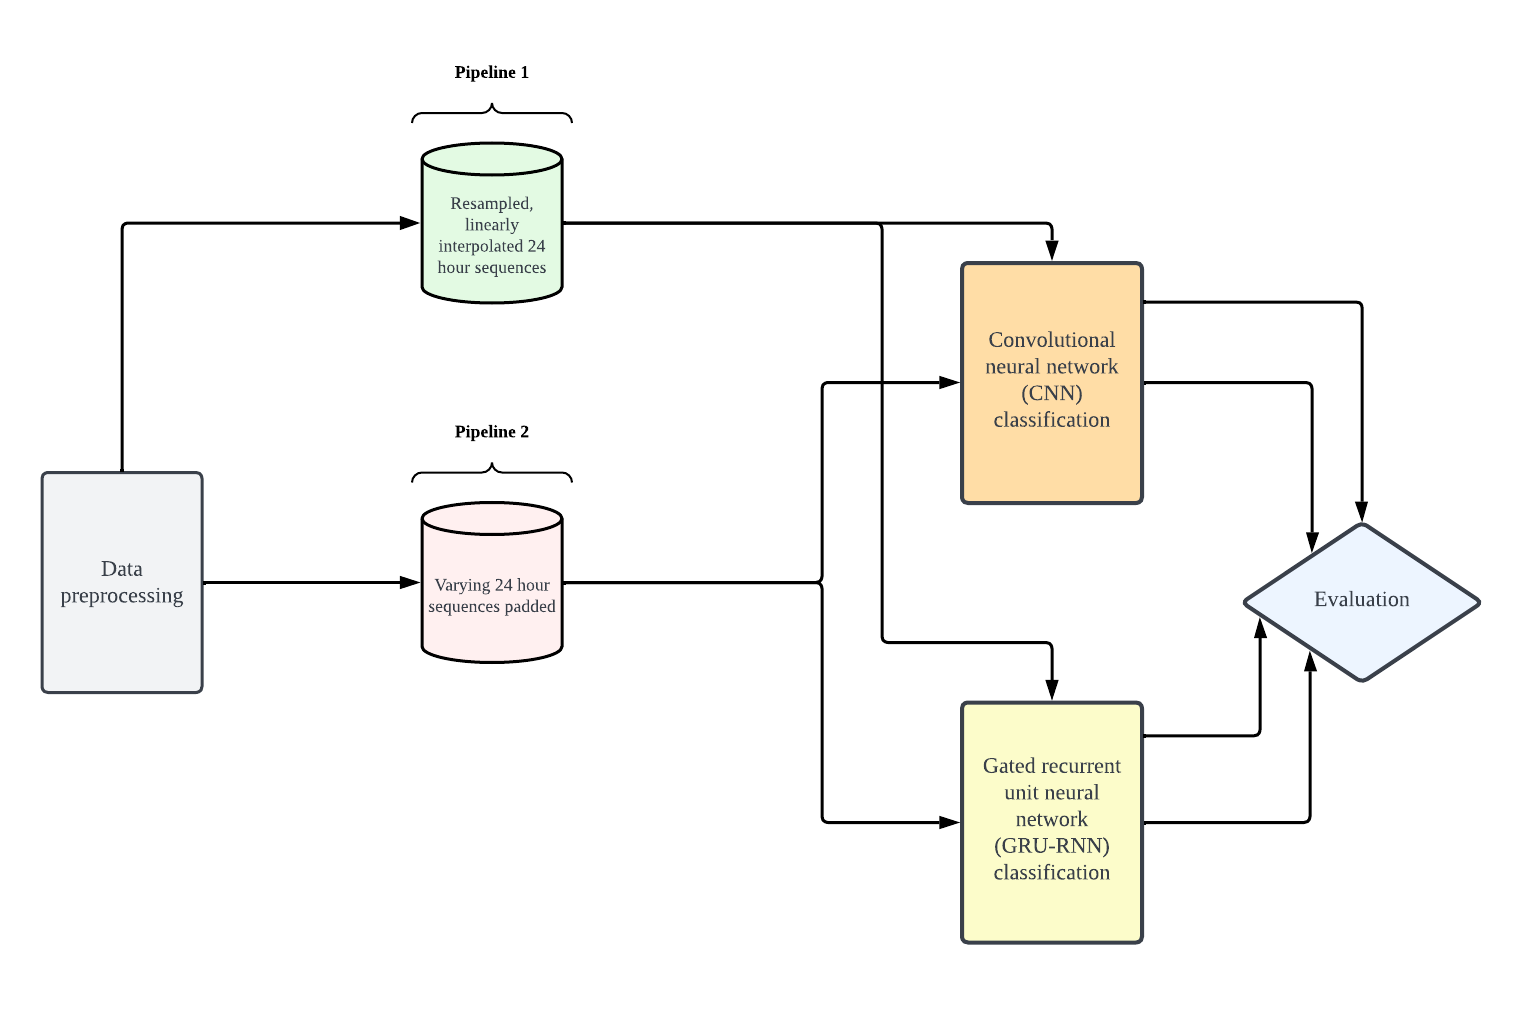 Pipeline 1
Resampled,
linearly
interpolated 24
hour sequences
Convolutional
neural network
(CNN)
classification
Pipeline 2
Data
preprocessing
Varying 24 hour
sequences padded
Evaluation
Gated recurrent
unit neural
network
(GRU-RNN)
classification